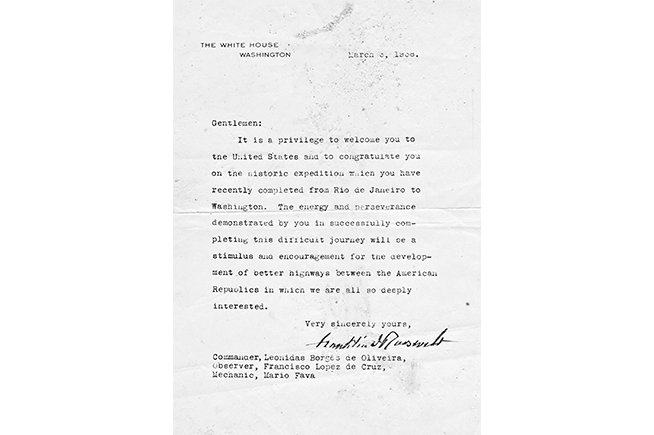 THE WHITE HOUSE
WASHINGTON
March
Gentlemen:
It is a privilege to welcome you to
the United States and to congratulate you
on the historic expedition which you have
recently completed from Rio de Janeiro to
Washington. The energy and perseverance
demonstrated by you in successfully com-
pleting this difficult journey will be a
stimulus and encouragement for the develop-
ment of better highways between the American
Republics in which we are all so deeply
interested.
Very sincerely yours,
Franklin D Roosevelt
Commander, Leonidas Borges de Oliveira,
Observer, Francisco Lopez de Cruz,
Mechanic, Mario Fava